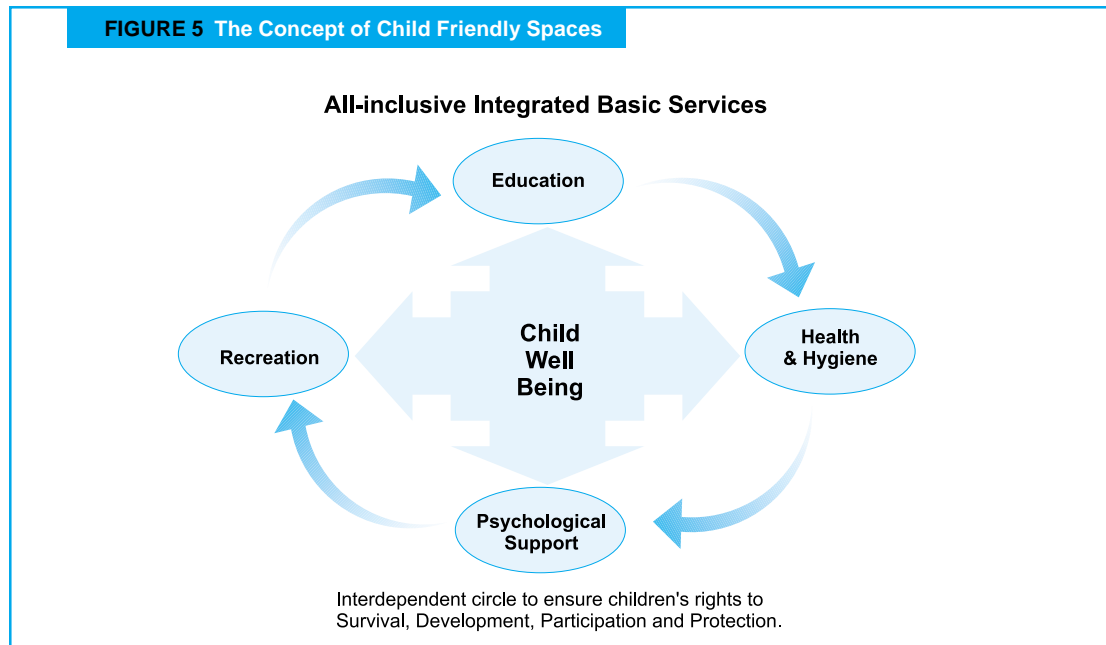 FIGURE 5 The Concept of Child Friendly Spaces
All-inclusive Integrated Basic Services
Education
Recreation
Child
Well
Being
Health
& Hygiene
Psychological
Support
Interdependent circle to ensure children's rights to
Survival, Development, Participation and Protection.